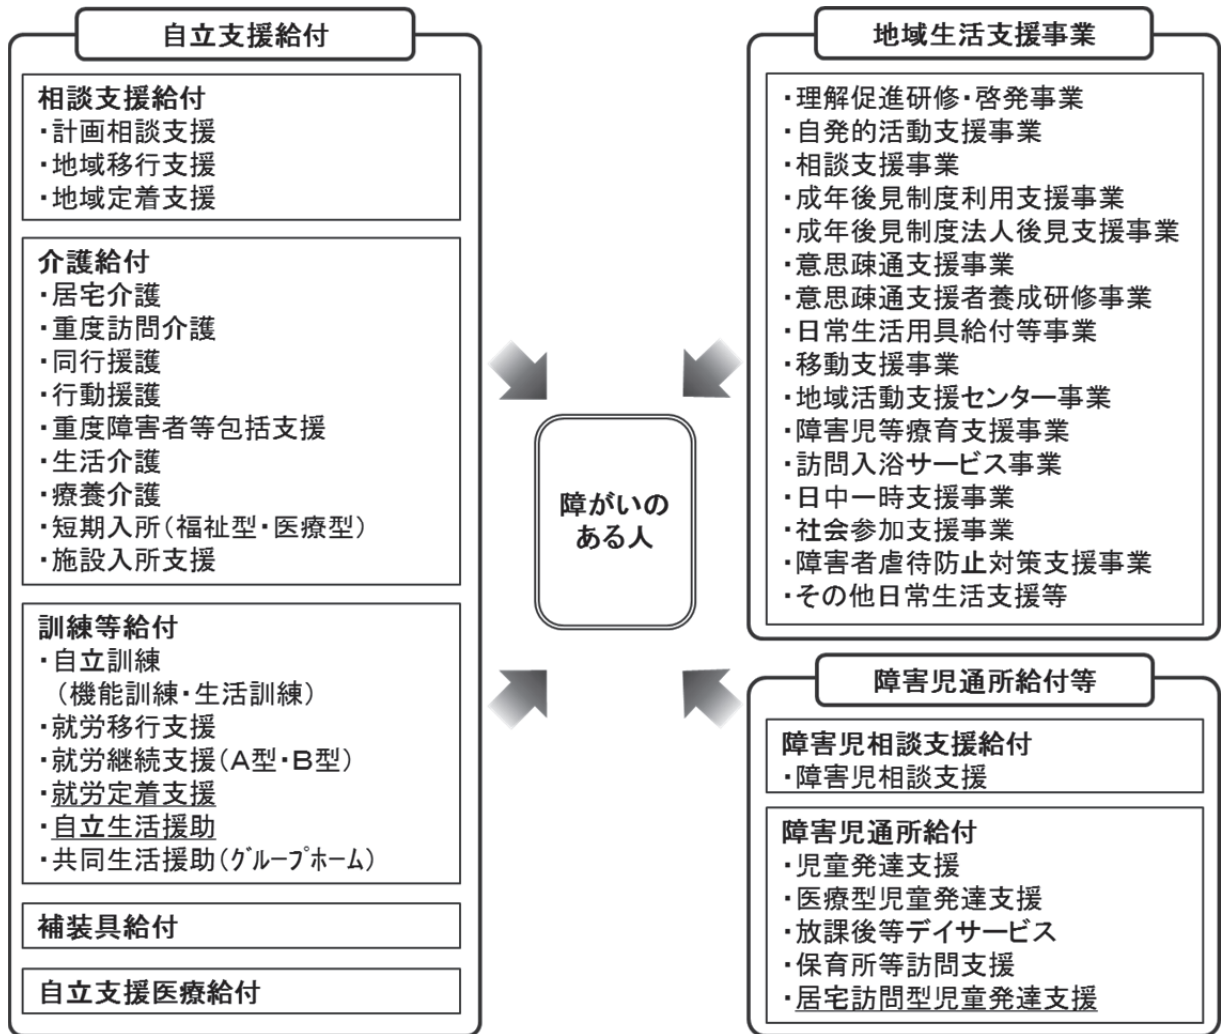 自立支援給付
相談支援給付
・計画相談支援
・地域移行支援
・地域定着支援
介護給付
・居宅介護
・重度訪問介護
・同行援護
・行動援護
・重度障害者等包括支援
・生活介護
・療養介護
・短期入所(福祉型・医療型)
・施設入所支援
訓練等給付
・自立訓練
(機能訓練・生活訓練)
・就労移行支援
・就労継続支援(A型・B型)
・就労定着支援
・自立生活援助
・共同生活援助(グループホーム)
補装具給付
自立支援医療給付
障がいの
ある人
地域生活支援事業
・理解促進研修・啓発事業
・自発的活動支援事業
・相談支援事業
・成年後見制度利用支援事業
・成年後見制度法人後見支援事業
・意思疎通支援事業
・意思疎通支援者養成研修事業
・日常生活用具給付等事業
・移動支援事業
・地域活動支援センター事業
・障害児等療育支援事業
・訪問入浴サービス事業
・日中一時支援事業
・社会参加支援事業
・障害者虐待防止対策支援事業
・その他日常生活支援等
障害児通所給付等
障害児相談支援給付
・障害児相談支援
障害児通所給付
・児童発達支援
・医療型児童発達支援
・放課後等デイサービス
・保育所等訪問支援
・居宅訪問型児童発達支援